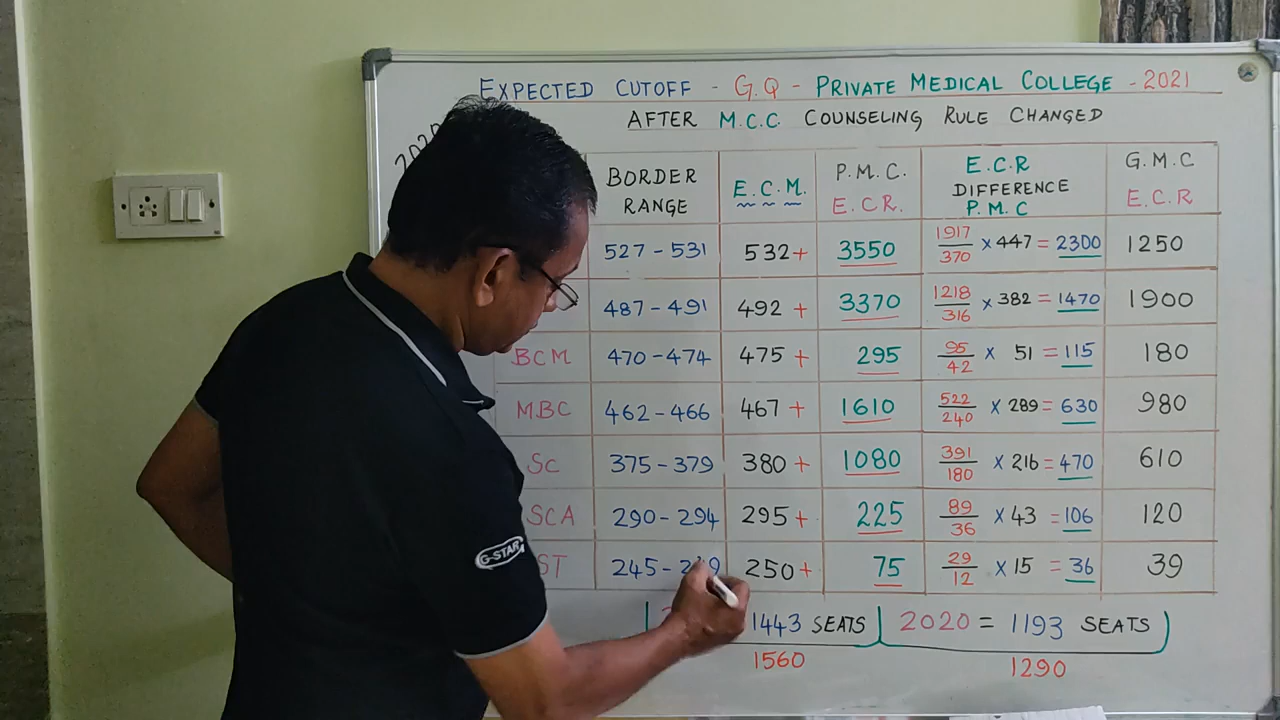 EXPECTED CUTOFF - G.Q - PRIVATE MEDICAL COLLEGE - 2021
AFTER M.C.C COUNSELING RULE CHANGED
2020
BORDER RANGE E.C.M. P.M.C. E.C.R. E.C.R DIFFERENCE P.M.C G.M.C E.C.R
527 - 531 532+ 3550 1917/370 × 447 = 2300 1250
487 - 491 492+ 3370 1218/316 × 382 = 1470 1900
BCM 470 - 474 475+ 295 95/42 × 51 = 115 180
MBC 462 - 466 467+ 1610 522/240 × 289 = 630 980
SC 375 - 379 380+ 1080 391/180 × 216 = 470 610
SCA 290 - 294 295+ 225 89/36 × 43 = 106 120
ST 245 - 250+ 75 29/12 × 15 = 36 39
1443 SEATS 2020 = 1193 SEATS
1560 1290
G-STAR